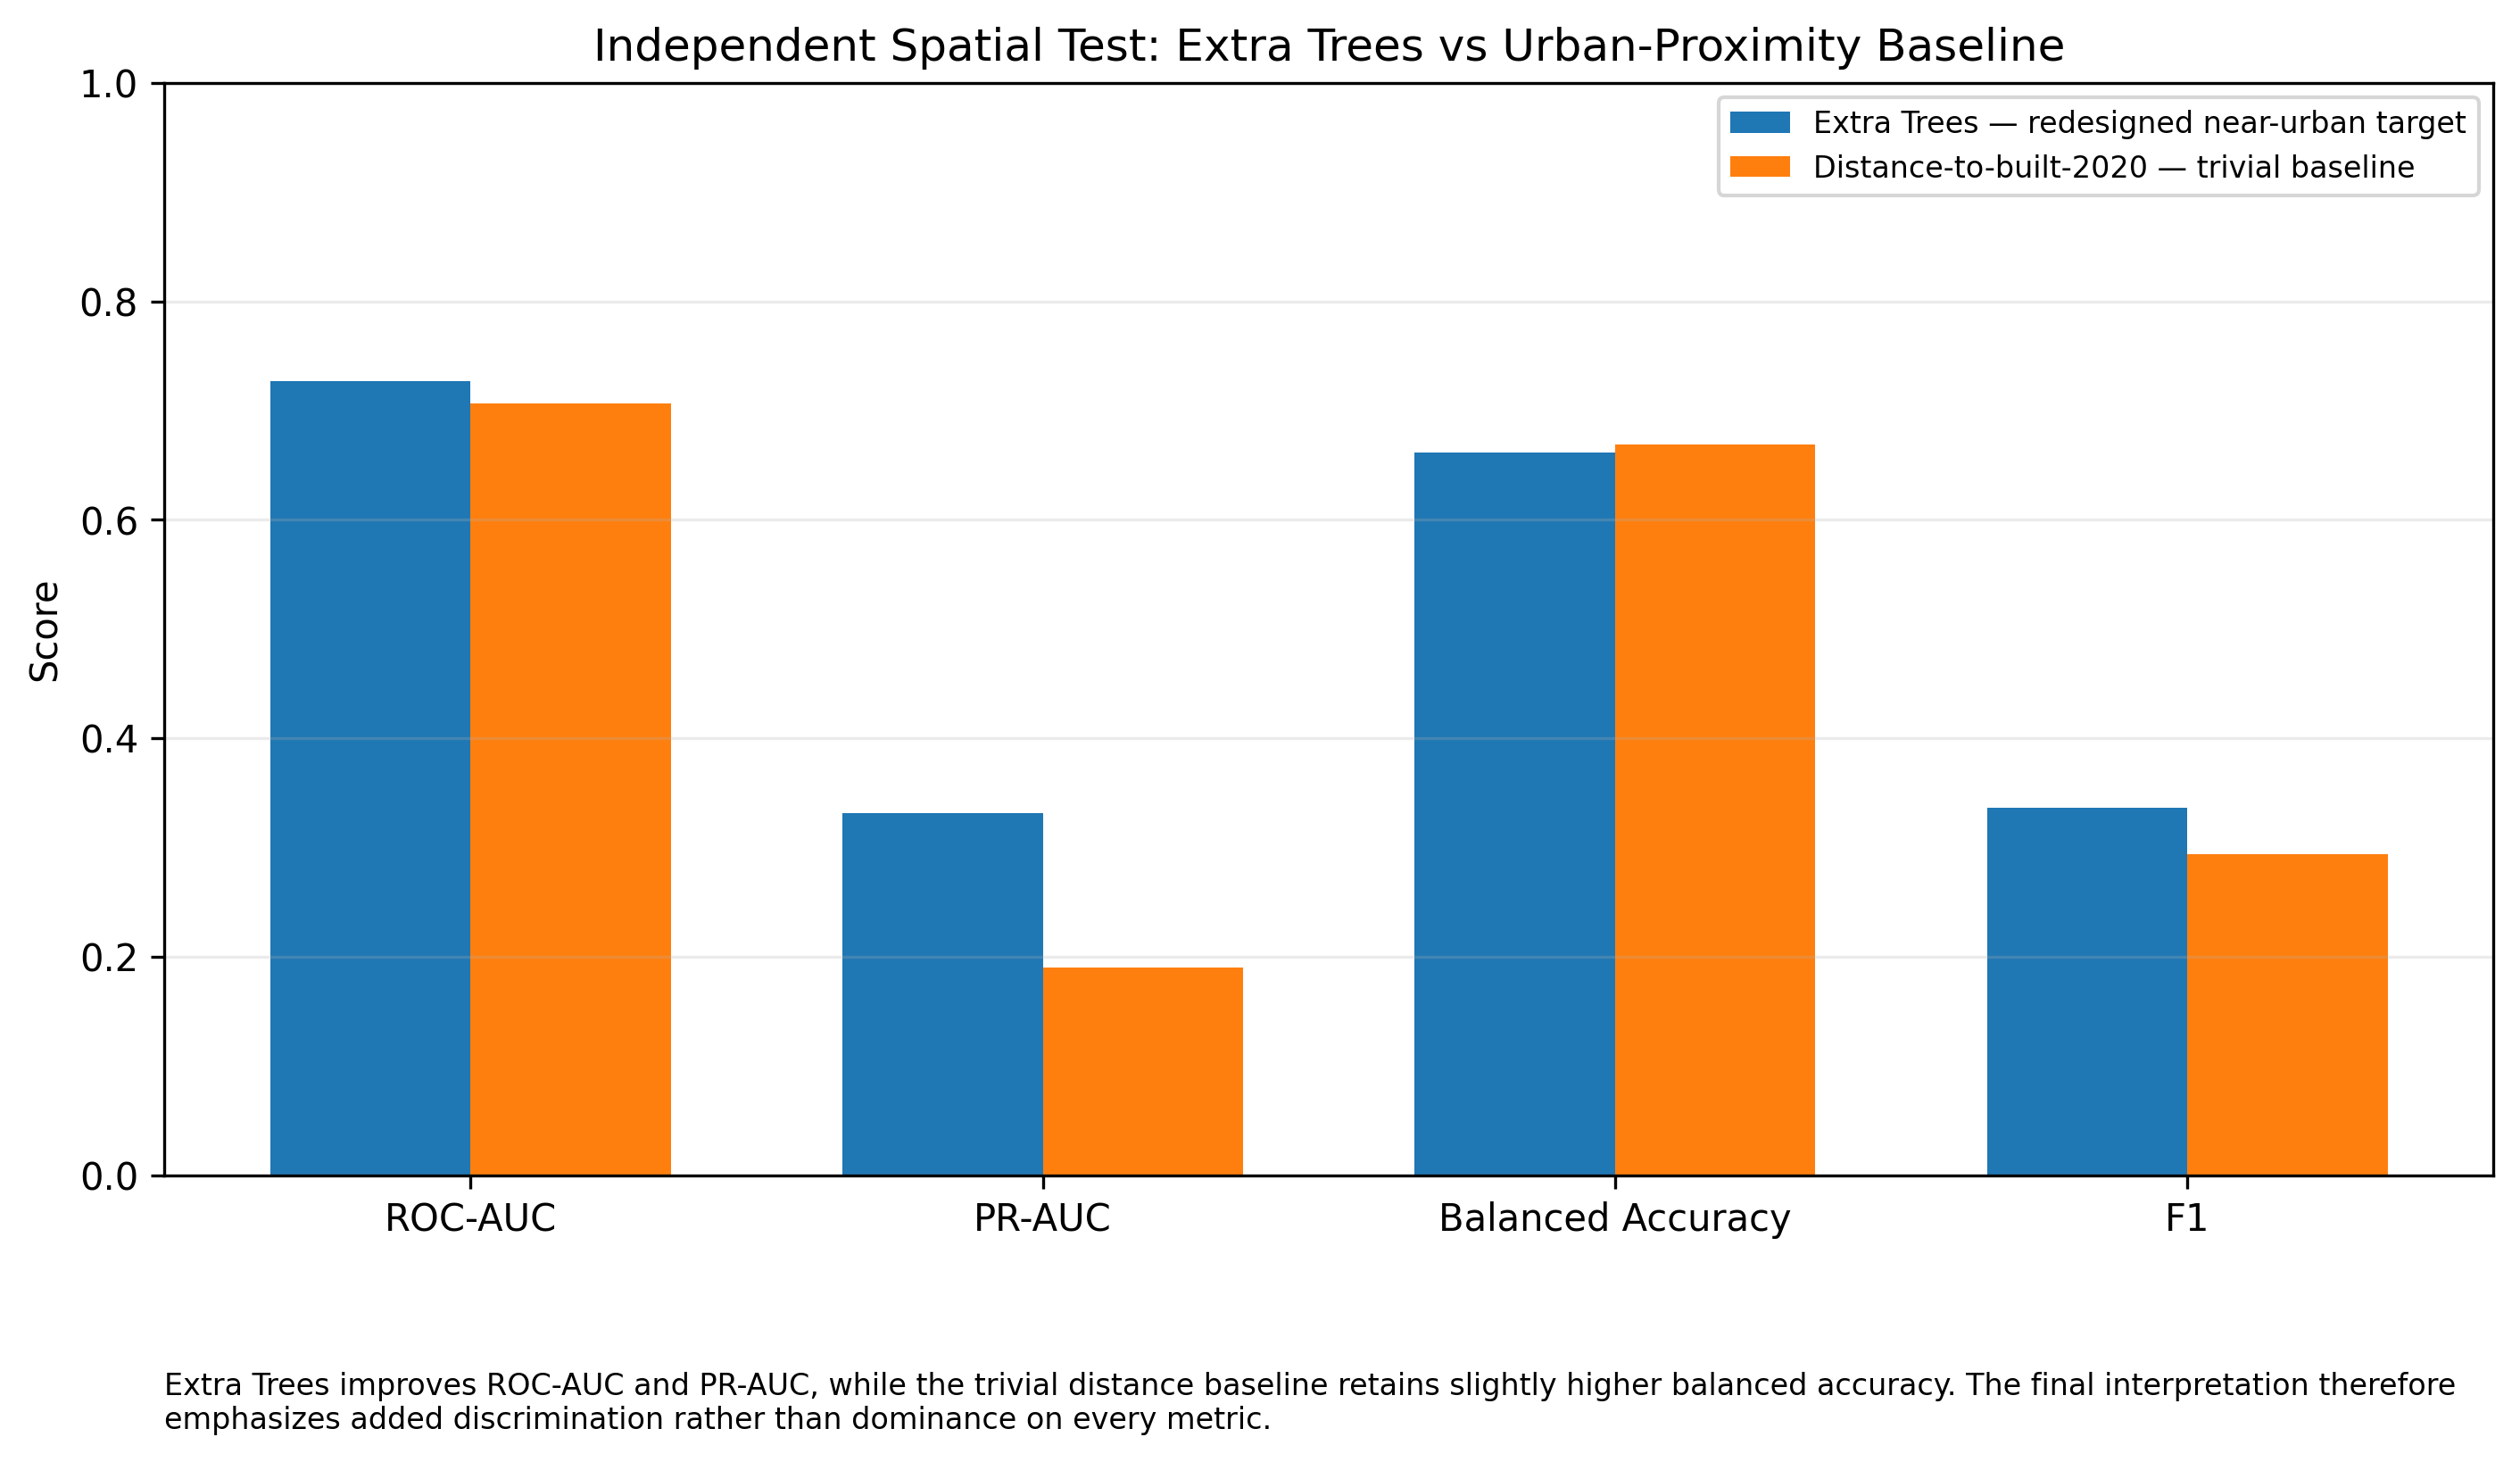 Independent Spatial Test: Extra Trees vs Urban-Proximity Baseline
Extra Trees — redesigned near-urban target
Distance-to-built-2020 — trivial baseline
1.0
0.8
0.6
0.4
0.2
0.0
Score
ROC-AUC
PR-AUC
Balanced Accuracy
F1
Extra Trees improves ROC-AUC and PR-AUC, while the trivial distance baseline retains slightly higher balanced accuracy. The final interpretation therefore
emphasizes added discrimination rather than dominance on every metric.